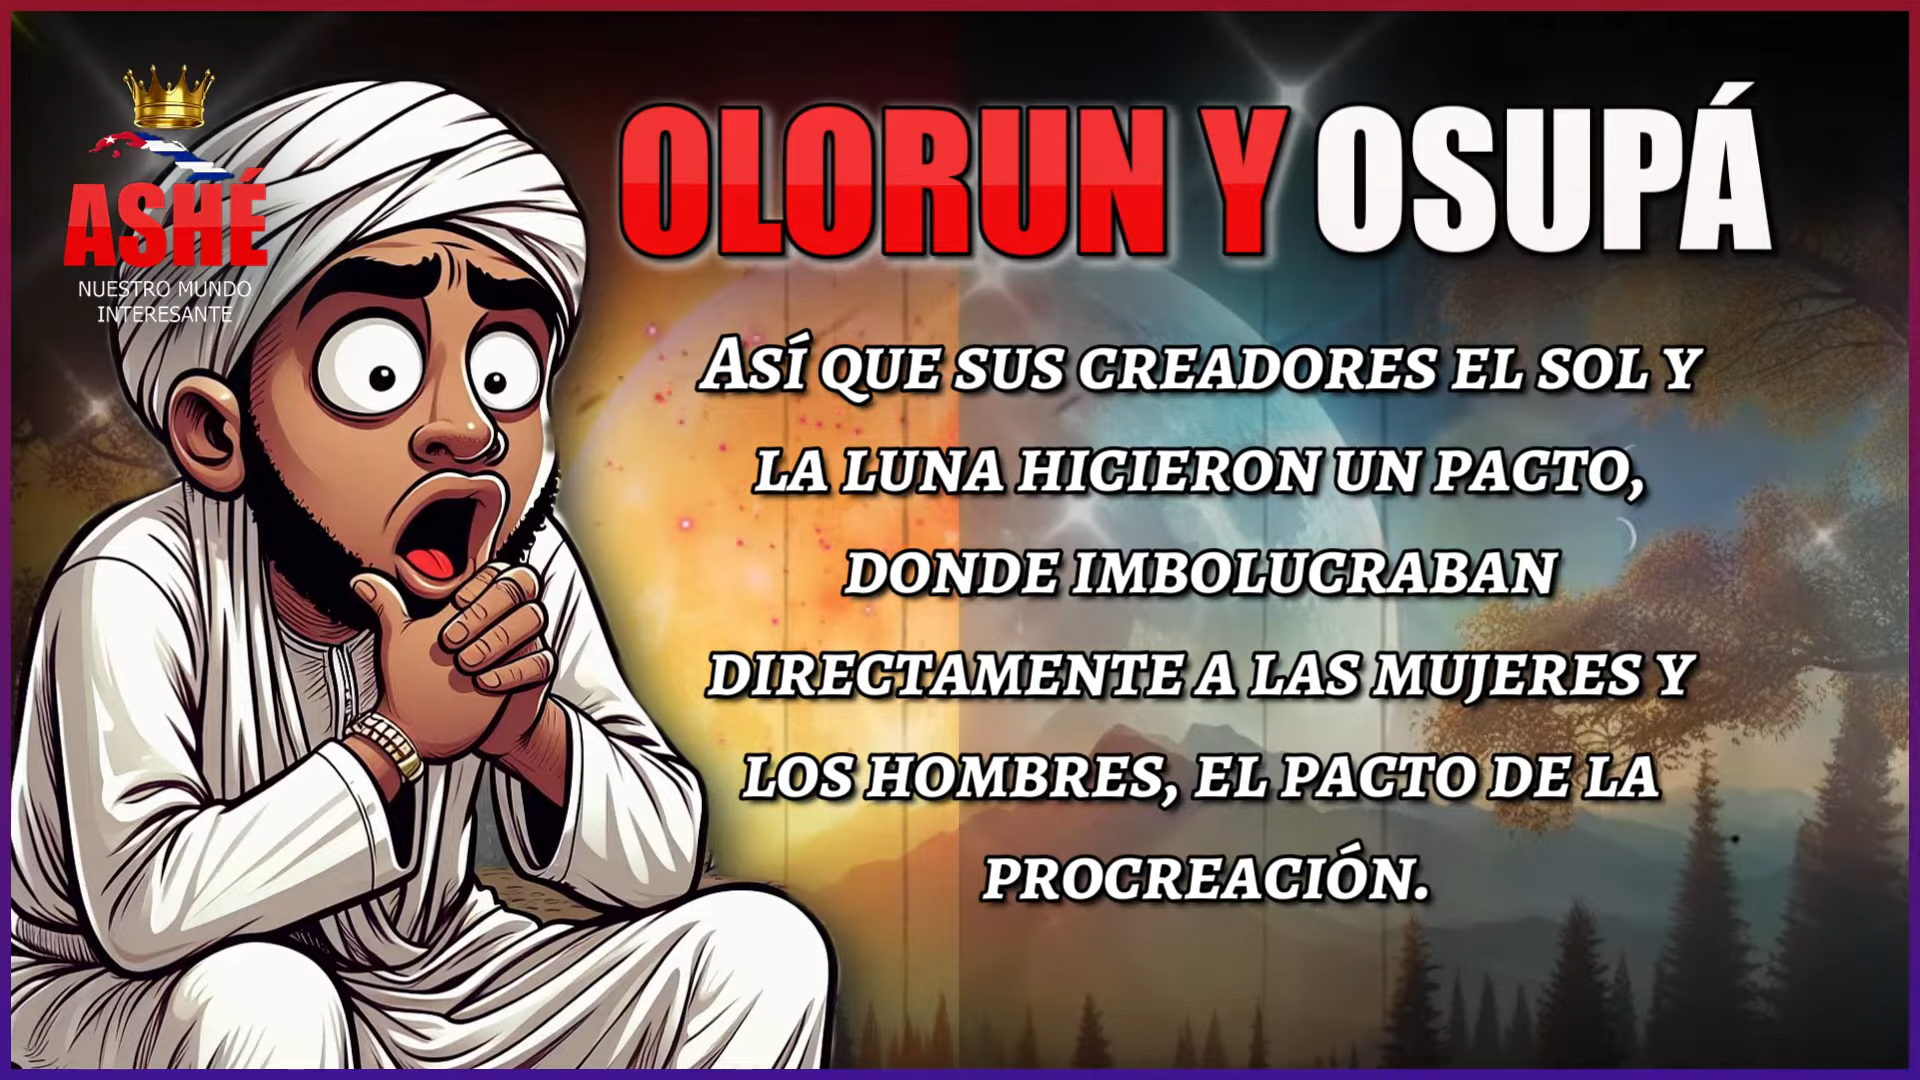 ASHÉ
NUESTRO MUNDO
INTERESANTE
OLORUN Y OSUPÁ
ASÍ QUE SUS CREADORES EL SOL Y
LA LUNA HICIERON UN PACTO,
DONDE IMBOLUCRABAN
DIRECTAMENTE A LAS MUJERES Y
LOS HOMBRES, EL PACTO DE LA
PROCREACIÓN.